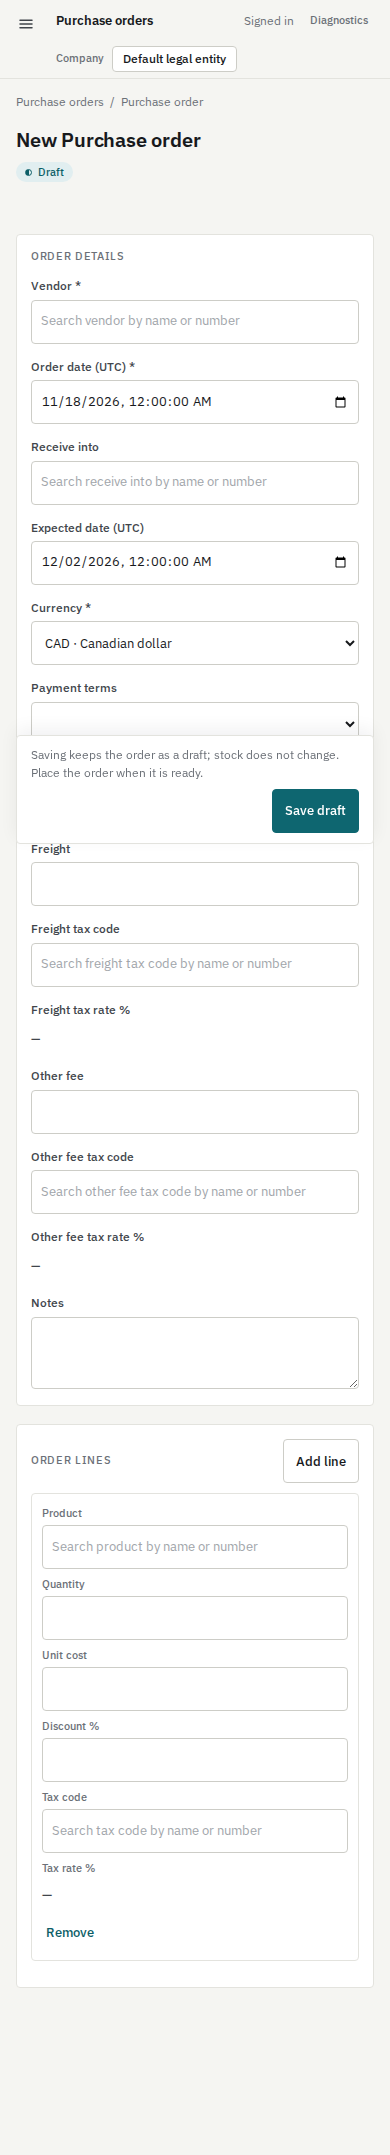 Purchase orders
Signed in
Diagnostics
Company
Default legal entity
Purchase orders / Purchase order
New Purchase order
Draft
ORDER DETAILS
Vendor *
Search vendor by name or number
Order date (UTC) *
11/18/2026, 12:00:00 AM
Receive into
Search receive into by name or number
Expected date (UTC)
12/02/2026, 12:00:00 AM
Currency *
CAD · Canadian dollar
Payment terms
Saving keeps the order as a draft; stock does not change.
Place the order when it is ready.
Save draft
Freight
Freight tax code
Search freight tax code by name or number
Freight tax rate %
—
Other fee
Other fee tax code
Search other fee tax code by name or number
Other fee tax rate %
—
Notes
ORDER LINES
Add line
Product
Search product by name or number
Quantity
Unit cost
Discount %
Tax code
Search tax code by name or number
Tax rate %
—
Remove